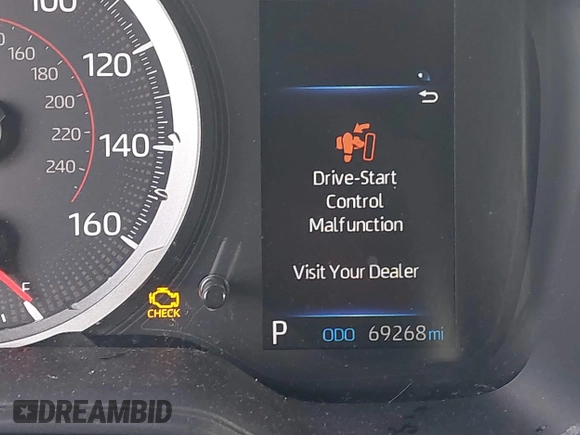 100
120
140
160
160
180
200
220
240
F
Drive-Start
Control
Malfunction
Visit Your Dealer
CHECK
P ODO 69268 mi
DREAMBID